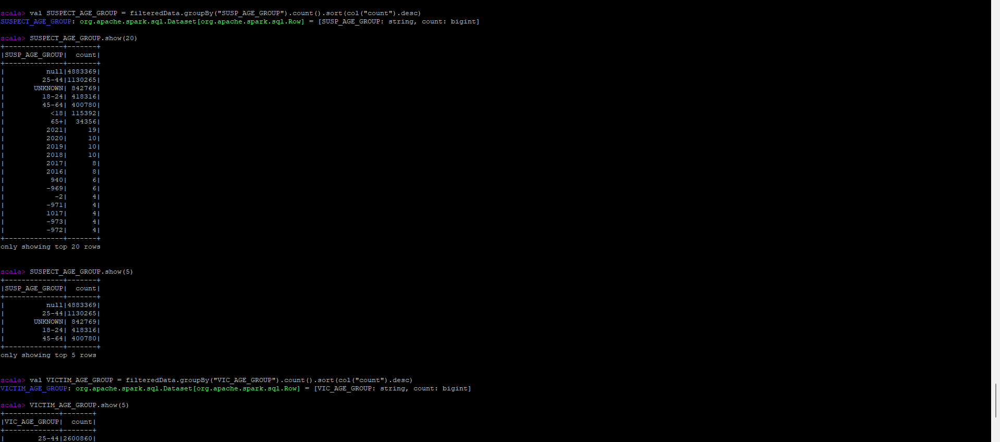 scala> val SUSPECT_AGE_GROUP = filteredData.groupBy("SUSP_AGE_GROUP").count().sort(col("count").desc)
SUSPECT_AGE_GROUP: org.apache.spark.sql.Dataset[org.apache.spark.sql.Row] = [SUSP_AGE_GROUP: string, count: bigint]
scala> SUSPECT_AGE_GROUP.show(20)
+--------------+-------+
|SUSP_AGE_GROUP|  count|
+--------------+-------+
|          null|4883369|
|         25-44|1130265|
|       UNKNOWN| 842769|
|         18-24| 418316|
|         45-64| 400780|
|           <18| 115392|
|           65+|  34356|
|          2021|     19|
|          2020|     10|
|          2019|     10|
|          2018|     10|
|          2017|      8|
|          2016|      8|
|           940|      6|
|          -969|      6|
|            -2|      4|
|          -971|      4|
|          1017|      4|
|          -973|      4|
|          -972|      4|
+--------------+-------+
only showing top 20 rows
scala> SUSPECT_AGE_GROUP.show(5)
+--------------+-------+
|SUSP_AGE_GROUP|  count|
+--------------+-------+
|          null|4883369|
|         25-44|1130265|
|       UNKNOWN| 842769|
|         18-24| 418316|
|         45-64| 400780|
+--------------+-------+
only showing top 5 rows
scala> val VICTIM_AGE_GROUP = filteredData.groupBy("VIC_AGE_GROUP").count().sort(col("count").desc)
VICTIM_AGE_GROUP: org.apache.spark.sql.Dataset[org.apache.spark.sql.Row] = [VIC_AGE_GROUP: string, count: bigint]
scala> VICTIM_AGE_GROUP.show(5)
+-------------+-------+
|VIC_AGE_GROUP|  count|
+-------------+-------+
|        25-44|2600860|